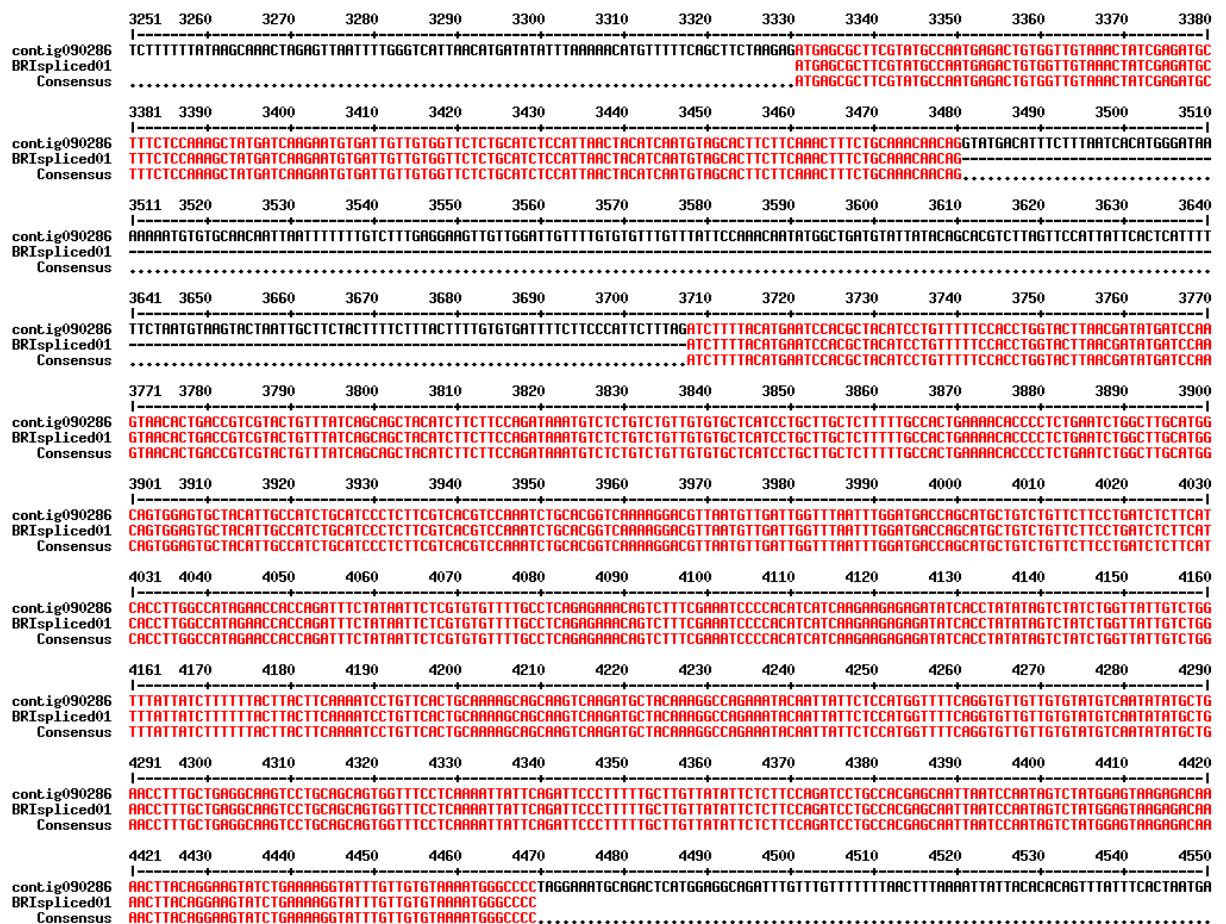 3251 3260 3270 3280 3290 3300 3310 3320 3330 3340 3350 3360 3370 3380
|--------+---------+---------+---------+---------+---------+---------+---------+---------+---------+---------+---------+---------|
contig090286 TCTTTTTTATAAGCAAACTAGAGTTAATTTTGGGTCATTAACATGATATATTTAAAAACATGTTTTTCAGCTTCTAAGAGATGAGCGCTTCGTATGCCAATGAGACTGTGGTTGTAAACTATCGAGATGC
BRIspliced01 ATGAGCGCTTCGTATGCCAATGAGACTGTGGTTGTAAACTATCGAGATGC
Consensus ................................................................................ATGAGCGCTTCGTATGCCAATGAGACTGTGGTTGTAAACTATCGAGATGC
3381 3390 3400 3410 3420 3430 3440 3450 3460 3470 3480 3490 3500 3510
|--------+---------+---------+---------+---------+---------+---------+---------+---------+---------+---------+---------+---------|
contig090286 TTTCTCCAAAGCTATGATCAAGAATGTGATTGTTGTGGTTCTCTGCATCTCCATTAACTACATCAATGTAGCACTTCTTCAAACTTTCTGCAAACAACAGGTATGACATTTCTTTAATCACATGGGATAA
BRIspliced01 TTTCTCCAAAGCTATGATCAAGAATGTGATTGTTGTGGTTCTCTGCATCTCCATTAACTACATCAATGTAGCACTTCTTCAAACTTTCTGCAAACAACAG------------------------------
Consensus TTTCTCCAAAGCTATGATCAAGAATGTGATTGTTGTGGTTCTCTGCATCTCCATTAACTACATCAATGTAGCACTTCTTCAAACTTTCTGCAAACAACAG..............................
3511 3520 3530 3540 3550 3560 3570 3580 3590 3600 3610 3620 3630 3640
|--------+---------+---------+---------+---------+---------+---------+---------+---------+---------+---------+---------+---------|
contig090286 AAAAATGTGTGCAACAATTAATTTTTTTGTCTTTGAGGAAGTTGTTGGATTGTTTTGTGTGTTTGTTTATTCCAAACAATATGGCTGATGTATTATACAGCACGTCTTAGTTCCATTATTCACTCATTTT
BRIspliced01 ----------------------------------------------------------------------------------------------------------------------------------
Consensus ..................................................................................................................................
3641 3650 3660 3670 3680 3690 3700 3710 3720 3730 3740 3750 3760 3770
|--------+---------+---------+---------+---------+---------+---------+---------+---------+---------+---------+---------+---------|
contig090286 TTCTAATGTAAGTACTAATTGCTTCTACTTTTCTTTACTTTTGTGTGATTTTCTTCCCATTCTTTAGATCTTTTACATGAATCCACGCTACATCCTGTTTTTCCACCTGGTACTTAACGATATGATCCAA
BRIspliced01 -------------------------------------------------------------------ATCTTTTACATGAATCCACGCTACATCCTGTTTTTCCACCTGGTACTTAACGATATGATCCAA
Consensus ...................................................................ATCTTTTACATGAATCCACGCTACATCCTGTTTTTCCACCTGGTACTTAACGATATGATCCAA
3771 3780 3790 3800 3810 3820 3830 3840 3850 3860 3870 3880 3890 3900
|--------+---------+---------+---------+---------+---------+---------+---------+---------+---------+---------+---------+---------|
contig090286 GTAACACTGACCGTCGTACTGTTTATCAGCAGCTACATCTTCTTCCAGATAAATGTCTCTGTCTGTTGTGTGCTCATCCTGCTTGCTCTTTTTGCCACTGAAAACACCCCTCTGAATCTGGCTTGCATGG
BRIspliced01 GTAACACTGACCGTCGTACTGTTTATCAGCAGCTACATCTTCTTCCAGATAAATGTCTCTGTCTGTTGTGTGCTCATCCTGCTTGCTCTTTTTGCCACTGAAAACACCCCTCTGAATCTGGCTTGCATGG
Consensus GTAACACTGACCGTCGTACTGTTTATCAGCAGCTACATCTTCTTCCAGATAAATGTCTCTGTCTGTTGTGTGCTCATCCTGCTTGCTCTTTTTGCCACTGAAAACACCCCTCTGAATCTGGCTTGCATGG
3901 3910 3920 3930 3940 3950 3960 3970 3980 3990 4000 4010 4020 4030
|--------+---------+---------+---------+---------+---------+---------+---------+---------+---------+---------+---------+---------|
contig090286 CAGTGGAGTGCTACATTGCCATCTGCATCCCTCTTCGTCACGTCCAAATCTGCACGGTCAAAAGGACGTTAATGTTGATTGGTTTAATTTGGATGACCAGCATGCTGTCTGTTCTTCCTGATCTCTTCAT
BRIspliced01 CAGTGGAGTGCTACATTGCCATCTGCATCCCTCTTCGTCACGTCCAAATCTGCACGGTCAAAAGGACGTTAATGTTGATTGGTTTAATTTGGATGACCAGCATGCTGTCTGTTCTTCCTGATCTCTTCAT
Consensus CAGTGGAGTGCTACATTGCCATCTGCATCCCTCTTCGTCACGTCCAAATCTGCACGGTCAAAAGGACGTTAATGTTGATTGGTTTAATTTGGATGACCAGCATGCTGTCTGTTCTTCCTGATCTCTTCAT
4031 4040 4050 4060 4070 4080 4090 4100 4110 4120 4130 4140 4150 4160
|--------+---------+---------+---------+---------+---------+---------+---------+---------+---------+---------+---------+---------|
contig090286 CACCTTGGCCATAGAACCACCAGATTTCTATAATTCTCGTGTGTTTTGCCTCAGAGAAACAGTCTTTCGAAATCCCCACATCATCAAGAAGAGAGATATCACCTATATAGTCTATCTGGTTATTGTCTGG
BRIspliced01 CACCTTGGCCATAGAACCACCAGATTTCTATAATTCTCGTGTGTTTTGCCTCAGAGAAACAGTCTTTCGAAATCCCCACATCATCAAGAAGAGAGATATCACCTATATAGTCTATCTGGTTATTGTCTGG
Consensus CACCTTGGCCATAGAACCACCAGATTTCTATAATTCTCGTGTGTTTTGCCTCAGAGAAACAGTCTTTCGAAATCCCCACATCATCAAGAAGAGAGATATCACCTATATAGTCTATCTGGTTATTGTCTGG
4161 4170 4180 4190 4200 4210 4220 4230 4240 4250 4260 4270 4280 4290
|--------+---------+---------+---------+---------+---------+---------+---------+---------+---------+---------+---------+---------|
contig090286 TTTATTATCTTTTTTACTTACTTCAAAATCCTGTTCACTGCAAAAGCAGCAAGTCAAGATGCTACAAAGGCCAGAAATACAATTATTCTCCATGGTTTTCAGGTGTTGTTGTGTATGTCAATATATGCTG
BRIspliced01 TTTATTATCTTTTTTACTTACTTCAAAATCCTGTTCACTGCAAAAGCAGCAAGTCAAGATGCTACAAAGGCCAGAAATACAATTATTCTCCATGGTTTTCAGGTGTTGTTGTGTATGTCAATATATGCTG
Consensus TTTATTATCTTTTTTACTTACTTCAAAATCCTGTTCACTGCAAAAGCAGCAAGTCAAGATGCTACAAAGGCCAGAAATACAATTATTCTCCATGGTTTTCAGGTGTTGTTGTGTATGTCAATATATGCTG
4291 4300 4310 4320 4330 4340 4350 4360 4370 4380 4390 4400 4410 4420
|--------+---------+---------+---------+---------+---------+---------+---------+---------+---------+---------+---------+---------|
contig090286 AACCTTTGCTGAGGCAAGTCCTGCAGCAGTGGTTTCCTCAAAATTATTCAGATTCCCTTTTTGCTTGTTATATTCTCTTCCAGATCCTGCCACGAGCAATTAATCCAATAGTCTATGGAGTAAGAGACAA
BRIspliced01 AACCTTTGCTGAGGCAAGTCCTGCAGCAGTGGTTTCCTCAAAATTATTCAGATTCCCTTTTTGCTTGTTATATTCTCTTCCAGATCCTGCCACGAGCAATTAATCCAATAGTCTATGGAGTAAGAGACAA
Consensus AACCTTTGCTGAGGCAAGTCCTGCAGCAGTGGTTTCCTCAAAATTATTCAGATTCCCTTTTTGCTTGTTATATTCTCTTCCAGATCCTGCCACGAGCAATTAATCCAATAGTCTATGGAGTAAGAGACAA
4421 4430 4440 4450 4460 4470 4480 4490 4500 4510 4520 4530 4540 4550
|--------+---------+---------+---------+---------+---------+---------+---------+---------+---------+---------+---------+---------|
contig090286 AACTTACAGGAAGTATCTGAAAAGGTATTTGTTGTGTAAAATGGGCCCCTAGGAAATGCAGACTCATGGAGGCAGATTTGTTTGTTTTTTTAACTTTAAAATTATTACACACAGTTTATTTCACTAATGA
BRIspliced01 AACTTACAGGAAGTATCTGAAAAGGTATTTGTTGTGTAAAATGGGCCCC
Consensus AACTTACAGGAAGTATCTGAAAAGGTATTTGTTGTGTAAAATGGGCCCC.................................................................................